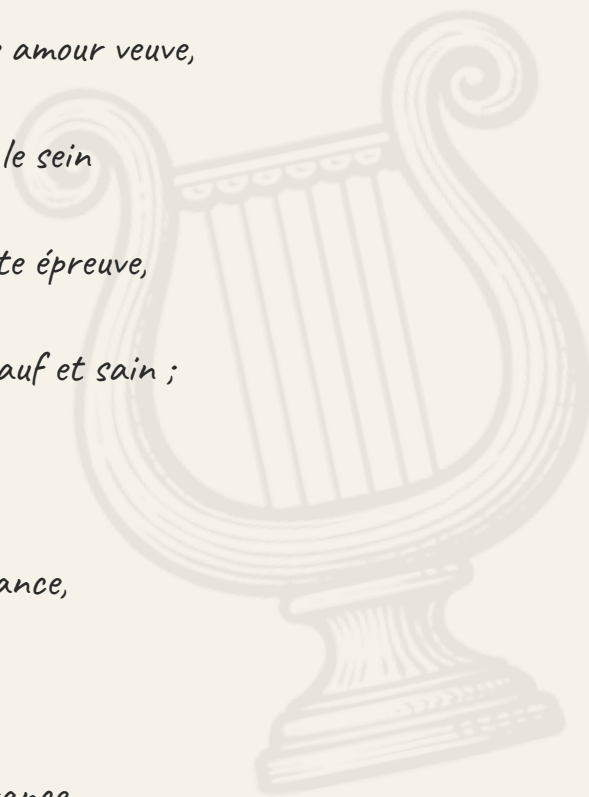 amour veuve,
le sein
te épreuve,
auf et sain ;
ance,